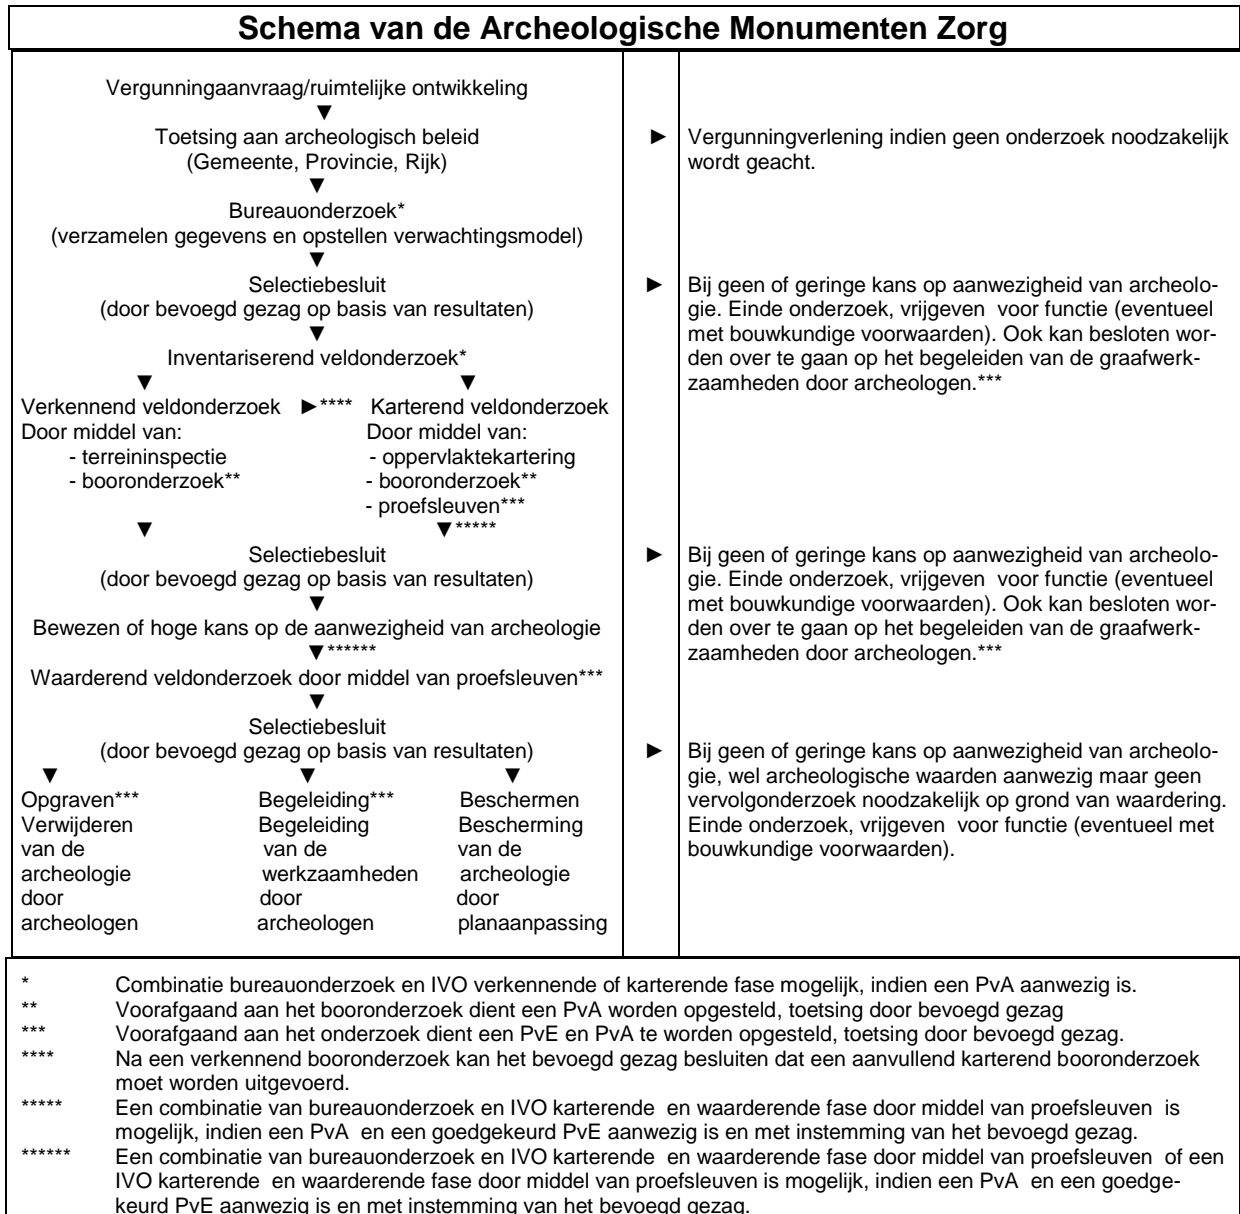 Schema van de Archeologische Monumenten Zorg
Vergunningaanvraag/ruimtelijke ontwikkeling
▼
Toetsing aan archeologisch beleid
(Gemeente, Provincie, Rijk)
▼
► Vergunningverlening indien geen onderzoek noodzakelijk
wordt geacht.
Bureauonderzoek*
(verzamelen gegevens en opstellen verwachtingsmodel)
▼
Selectiebesluit
(door bevoegd gezag op basis van resultaten)
▼
► Bij geen of geringe kans op aanwezigheid van archeolo-
gie. Einde onderzoek, vrijgeven voor functie (eventueel
met bouwkundige voorwaarden). Ook kan besloten wor-
den over te gaan op het begeleiden van de graafwerk-
zaamheden door archeologen.***
Inventariserend veldonderzoek*
▼ ▼
Verkennend veldonderzoek ►**** Karterend veldonderzoek
Door middel van: Door middel van:
- terreininspectie - oppervlaktekartering
- booronderzoek** - booronderzoek**
- proefsleuven***
▼ ▼*****
Selectiebesluit
(door bevoegd gezag op basis van resultaten)
▼
► Bij geen of geringe kans op aanwezigheid van archeolo-
gie. Einde onderzoek, vrijgeven voor functie (eventueel
met bouwkundige voorwaarden). Ook kan besloten wor-
den over te gaan op het begeleiden van de graafwerk-
zaamheden door archeologen.***
Bewezen of hoge kans op de aanwezigheid van archeologie
▼******
Waarderend veldonderzoek door middel van proefsleuven***
▼
Selectiebesluit
(door bevoegd gezag op basis van resultaten)
► Bij geen of geringe kans op aanwezigheid van archeolo-
gie, wel archeologische waarden aanwezig maar geen
vervolgonderzoek noodzakelijk op grond van waardering.
Einde onderzoek, vrijgeven voor functie (eventueel met
bouwkundige voorwaarden).
▼ ▼ ▼
Opgraven*** Begeleiding*** Beschermen
Verwijderen Begeleiding Bescherming
van de van de van de
archeologie werkzaamheden archeologie
door door door
archeologen archeologen planaanpassing
* Combinatie bureauonderzoek en IVO verkennende of karterende fase mogelijk, indien een PvA aanwezig is.
** Voorafgaand aan het booronderzoek dient een PvA worden opgesteld, toetsing door bevoegd gezag
*** Voorafgaand aan het onderzoek dient een PvE en PvA te worden opgesteld, toetsing door bevoegd gezag.
**** Na een verkennend booronderzoek kan het bevoegd gezag besluiten dat een aanvullend karterend booronderzoek
moet worden uitgevoerd.
***** Een combinatie van bureauonderzoek en IVO karterende en waarderende fase door middel van proefsleuven is
mogelijk, indien een PvA en een goedgekeurd PvE aanwezig is en met instemming van het bevoegd gezag.
****** Een combinatie van bureauonderzoek en IVO karterende en waarderende fase door middel van proefsleuven of een
IVO karterende en waarderende fase door middel van proefsleuven is mogelijk, indien een PvA en een goedge-
keurd PvE aanwezig is en met instemming van het bevoegd gezag.